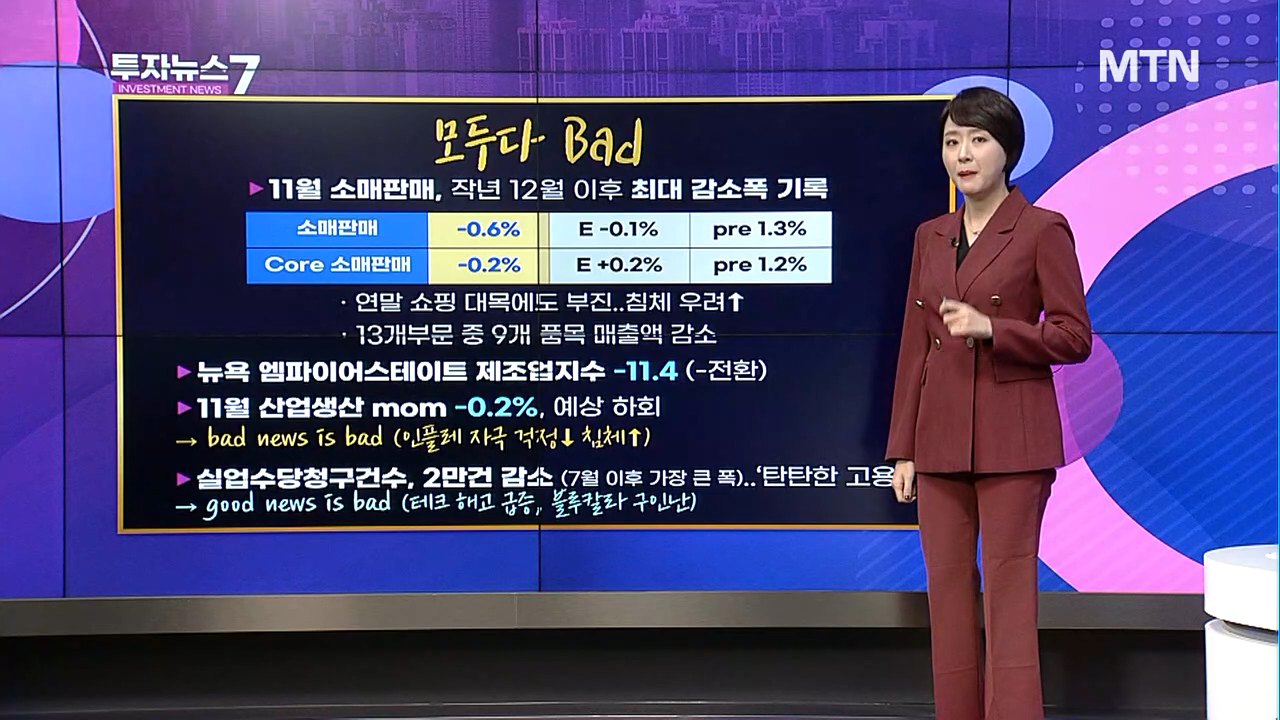 투자뉴스7
INVESTMENT NEWS
MTN
모두다 Bad
▶11월 소매판매, 작년 12월 이후 최대 감소폭 기록
소매판매 -0.6% E -0.1% pre 1.3%
Core 소매판매 -0.2% E +0.2% pre 1.2%
· 연말 쇼핑 대목에도 부진..침체 우려↑
· 13개부문 중 9개 품목 매출액 감소
▶뉴욕 엠파이어스테이트 제조업지수 -11.4 (-전환)
▶11월 산업생산 mom -0.2%, 예상 하회
→ bad news is bad (인플레 자극 걱정↓ 침체↑)
▶실업수당청구건수, 2만건 감소 (7월 이후 가장 큰 폭)..‘탄탄한 고용
→ good news is bad (테크 해고 급증, 블루칼라 구인난)